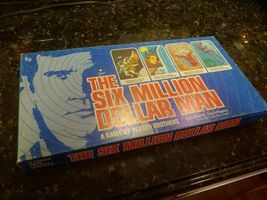 THE
SIX MILLION
DOLLAR MAN
A GAME BY PARKER BROTHERS
THE SIX MILLION DOLLAR MAN